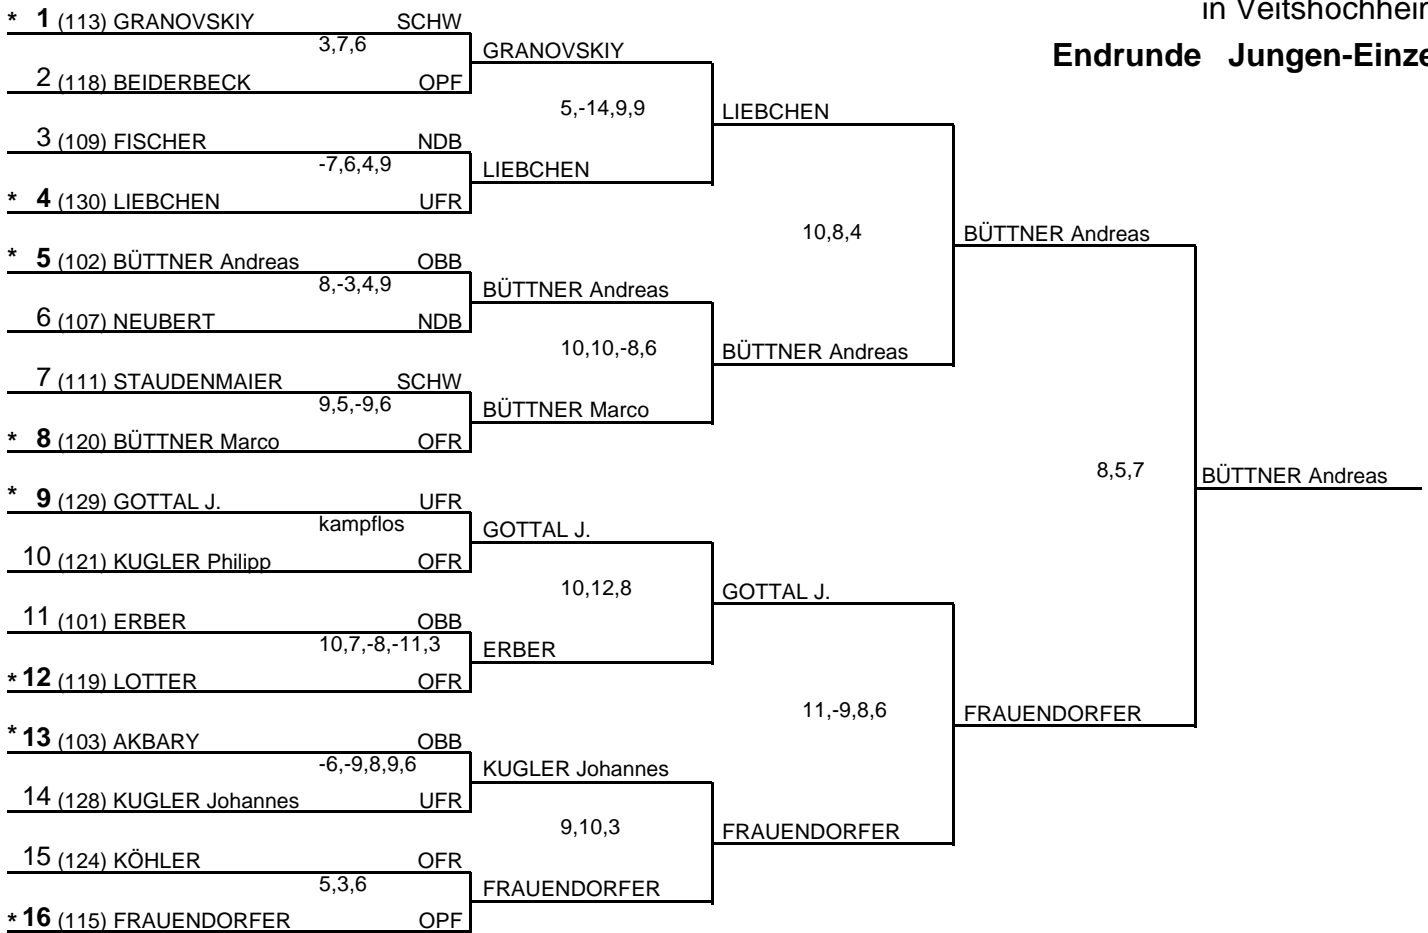 in Veitshöchheim
Endrunde Jungen-Einze
* 1 (113) GRANOVSKIY SCHW
3,7,6
GRANOVSKIY
2 (118) BEIDERBECK OPF
5,-14,9,9
LIEBCHEN
3 (109) FISCHER NDB
-7,6,4,9
LIEBCHEN
* 4 (130) LIEBCHEN UFR
10,8,4
BÜTTNER Andreas
* 5 (102) BÜTTNER Andreas OBB
8,-3,4,9
BÜTTNER Andreas
6 (107) NEUBERT NDB
10,10,-8,6
BÜTTNER Andreas
7 (111) STAUDENMAIER SCHW
9,5,-9,6
BÜTTNER Marco
* 8 (120) BÜTTNER Marco OFR
8,5,7
BÜTTNER Andreas
* 9 (129) GOTTAL J. UFR
kampflos
GOTTAL J.
10 (121) KUGLER Philipp OFR
10,12,8
GOTTAL J.
11 (101) ERBER OBB
10,7,-8,-11,3
ERBER
* 12 (119) LOTTER OFR
11,-9,8,6
FRAUENDORFER
* 13 (103) AKBARY OBB
-6,-9,8,9,6
KUGLER Johannes
14 (128) KUGLER Johannes UFR
9,10,3
FRAUENDORFER
15 (124) KÖHLER OFR
5,3,6
FRAUENDORFER
* 16 (115) FRAUENDORFER OPF